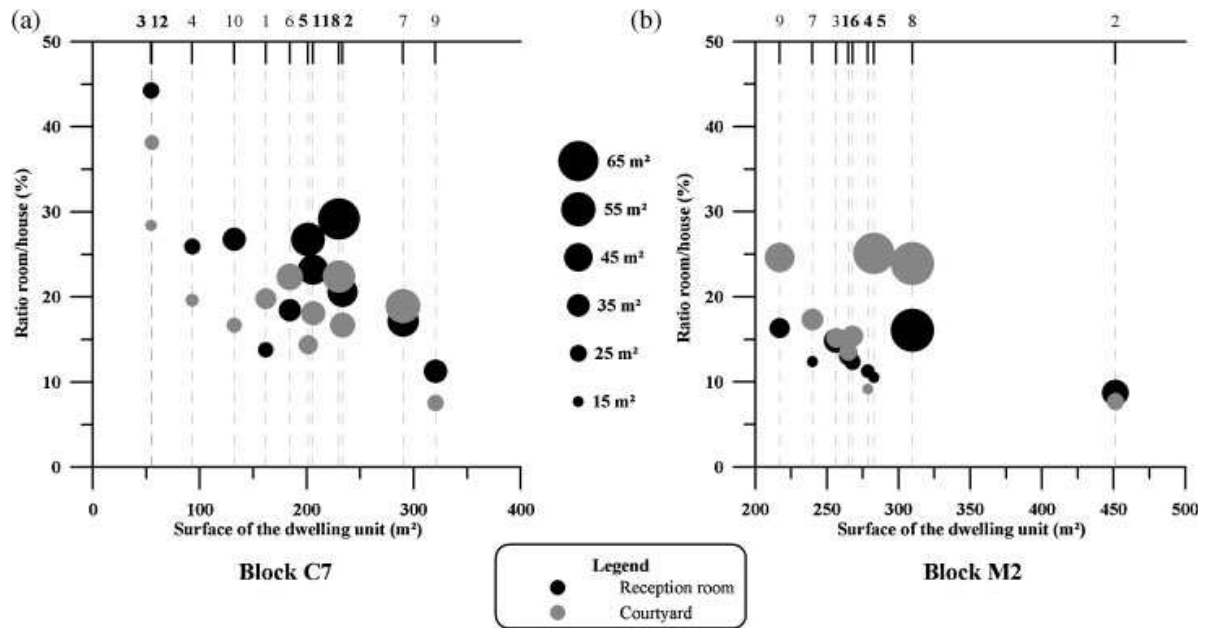 (a)
3 12 4 10 1 6 5 11 8 2 7 9
50
40
30
20
10
0
Ratio room/house (%)
0 100 200 300 400
Surface of the dwelling unit (m²)
Block C7
65 m²
55 m²
45 m²
35 m²
25 m²
15 m²
(b)
9 7 3 1 6 4 5 8 2
50
40
30
20
10
0
Ratio room/house (%)
200 250 300 350 400 450 500
Surface of the dwelling unit (m²)
Block M2
Legend
Reception room
Courtyard